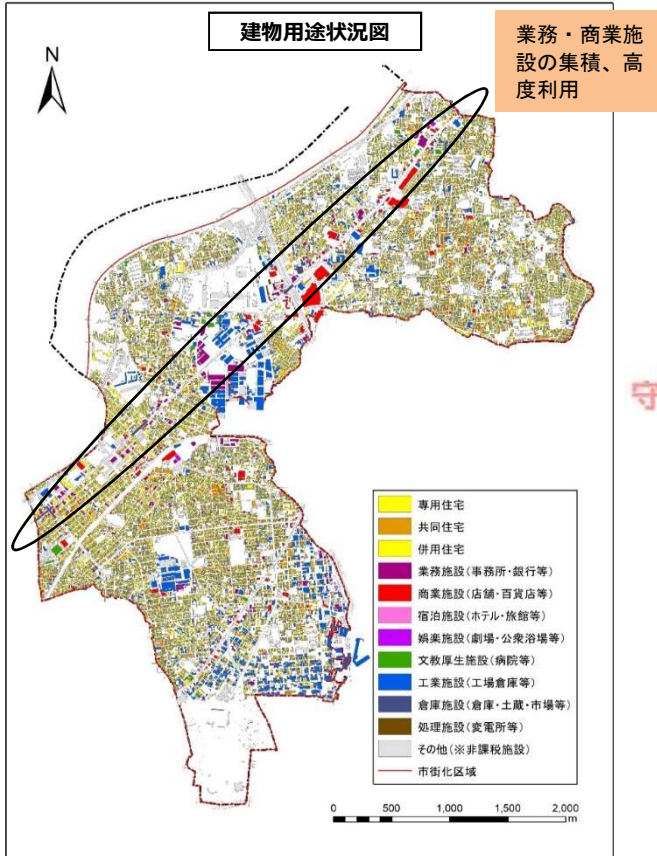 建物用途状況図
業務・商業施
設の集積、高
度利用
N
守
専用住宅
共同住宅
併用住宅
業務施設(事務所・銀行等)
商業施設(店舗・百貨店等)
宿泊施設(ホテル・旅館等)
娯楽施設(劇場・公衆浴場等)
文教厚生施設(病院等)
工業施設(工場倉庫等)
倉庫施設(倉庫・土蔵・市場等)
処理施設(変電所等)
その他(※非課税施設)
市街化区域
0 500 1,000 1,500 2,000
m